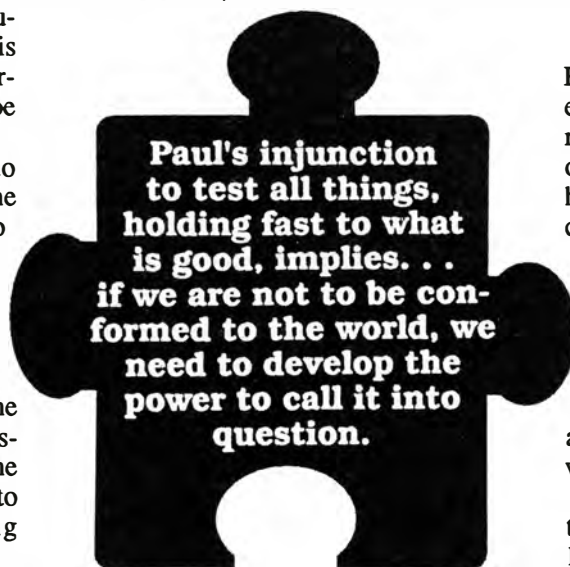 Paul's injunction
to test all things,
holding fast to what
is good, implies. . .
if we are not to be con-
formed to the world, we
need to develop the
power to call it into
question.